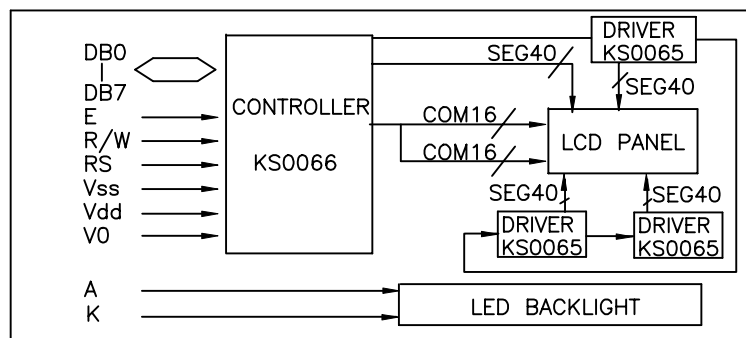 DB0
DB7
E
R/W
RS
Vss
Vdd
V0
A
K
CONTROLLER
KS0066
SEG40
DRIVER
KS0065
SEG40
COM16
COM16
LCD PANEL
SEG40
SEG40
DRIVER
KS0065
DRIVER
KS0065
LED BACKLIGHT